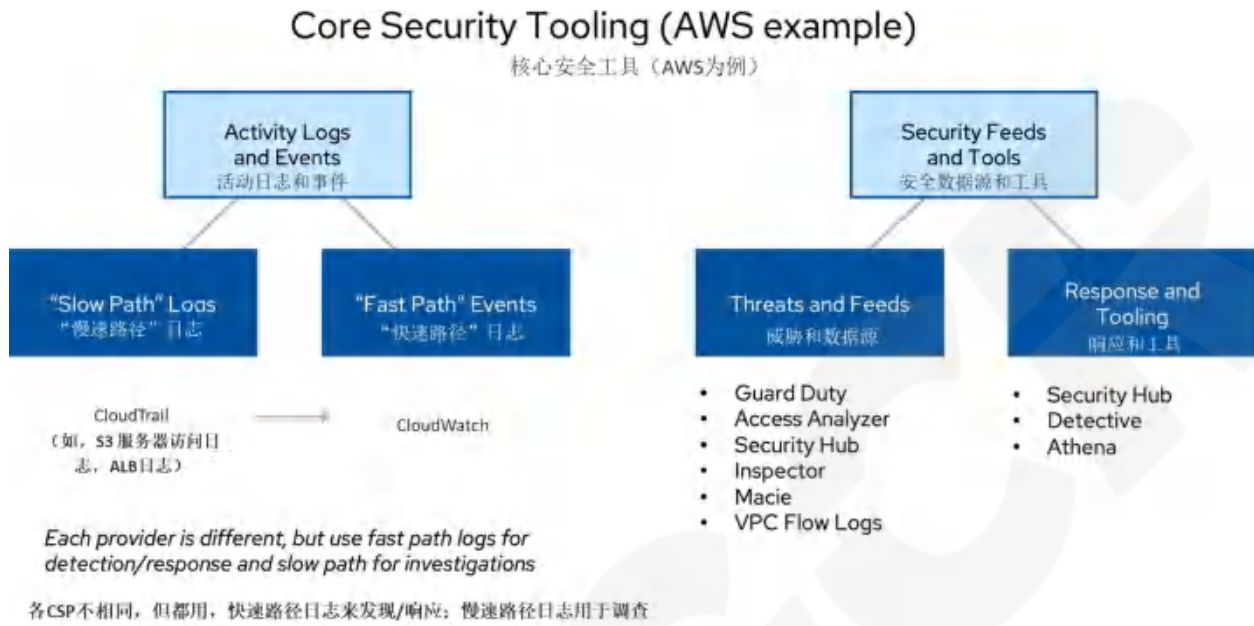 Core Security Tooling (AWS example)
核心安全工具（AWS为例）
Activity Logs
and Events
活动日志和事件
"Slow Path" Logs
"慢速路径"日志
"Fast Path" Events
"快速路径"日志
CloudTrail
（如，S3 服务器访问日
志，ALB日志）
CloudWatch
Each provider is different, but use fast path logs for
detection/response and slow path for investigations
各CSP不相同，但都用，快速路径日志来发现/响应；慢速路径日志用于调查
Security Feeds
and Tools
安全数据源和工具
Threats and Feeds
威胁和数据源
• Guard Duty
• Access Analyzer
• Security Hub
• Inspector
• Macie
• VPC Flow Logs
Response and
Tooling
响应和工具
• Security Hub
• Detective
• Athena